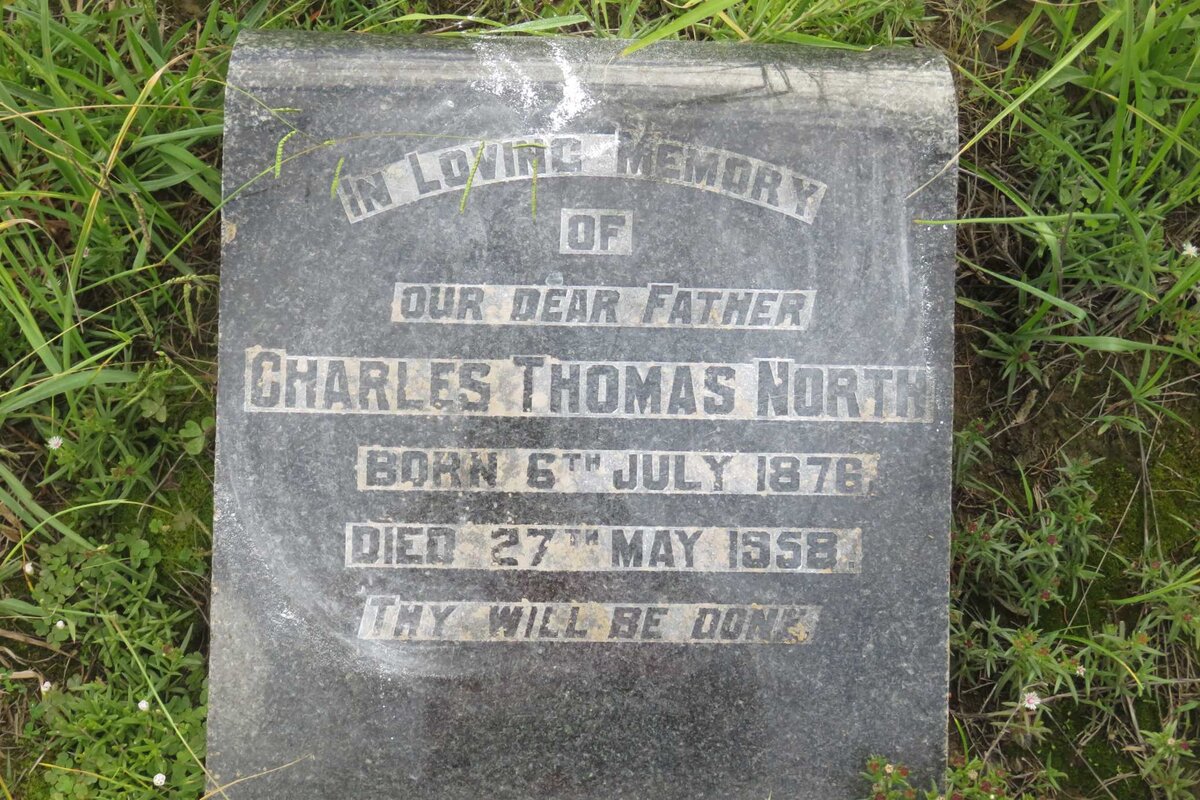 IN LOVING MEMORY
OF
OUR DEAR FATHER
CHARLES THOMAS NORTH
BORN 6TH JULY 1876,
DIED 27TH MAY 1958.
THY WILL BE DONE.